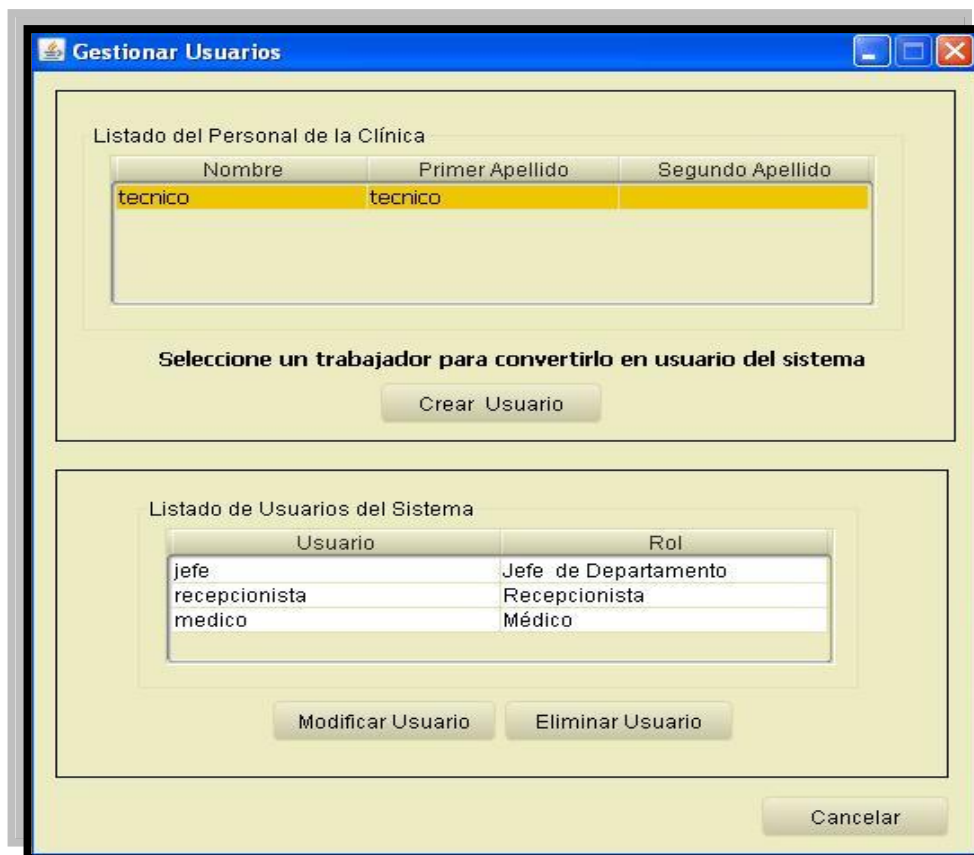 Gestionar Usuarios
Listado del Personal de la Clínica
Nombre Primer Apellido Segundo Apellido
tecnico tecnico
Seleccione un trabajador para convertirlo en usuario del sistema
Crear Usuario
Listado de Usuarios del Sistema
Usuario Rol
jefe Jefe de Departamento
recepcionista Recepcionista
medico Médico
Modificar Usuario Eliminar Usuario
Cancelar